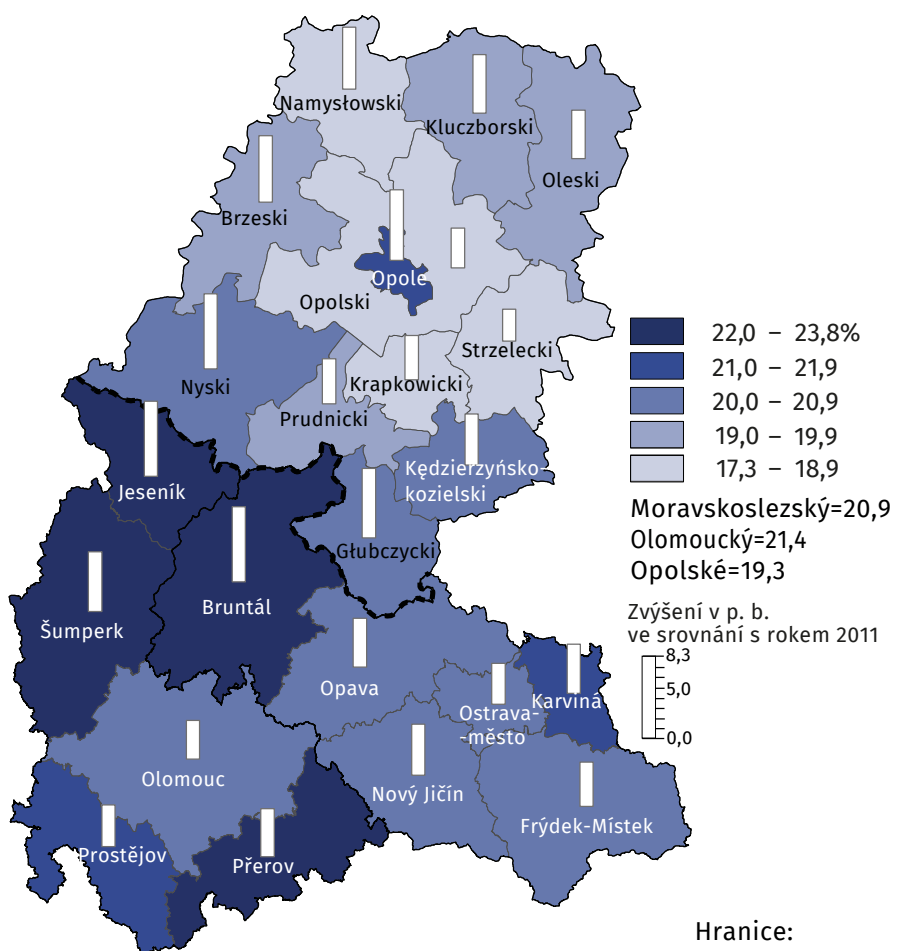 Namysłowski
Kluczborski
Oleski
Brzeski
Opole
Opolski
Strzelecki
Nyski
Krapkowicki
Prudnicki
Kędzierzyńsko-
kozielski
Jeseník
Głubczycki
Bruntál
Šumperk
Opava
Karviná
Ostrava-
-město
Olomouc
Nový Jičín
Frýdek-Místek
Prostějov
Přerov
22,0 – 23,8%
21,0 – 21,9
20,0 – 20,9
19,0 – 19,9
17,3 – 18,9
Moravskoslezský=20,9
Olomoucký=21,4
Opolské=19,3
Zvýšení v p. b.
ve srovnání s rokem 2011
8,3
5,0
0,0
Hranice: